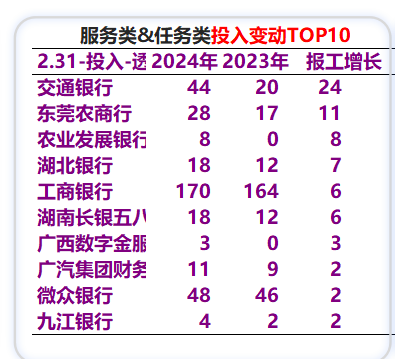 服务类&任务类投入变动TOP10
2.31-投入-透 2024年 2023年 报工增长
交通银行 44 20 24
东莞农商行 28 17 11
农业发展银行 8 0 8
湖北银行 18 12 7
工商银行 170 164 6
湖南长银五八 18 12 6
广西数字金服 3 0 3
广汽集团财务 11 9 2
微众银行 48 46 2
九江银行 4 2 2